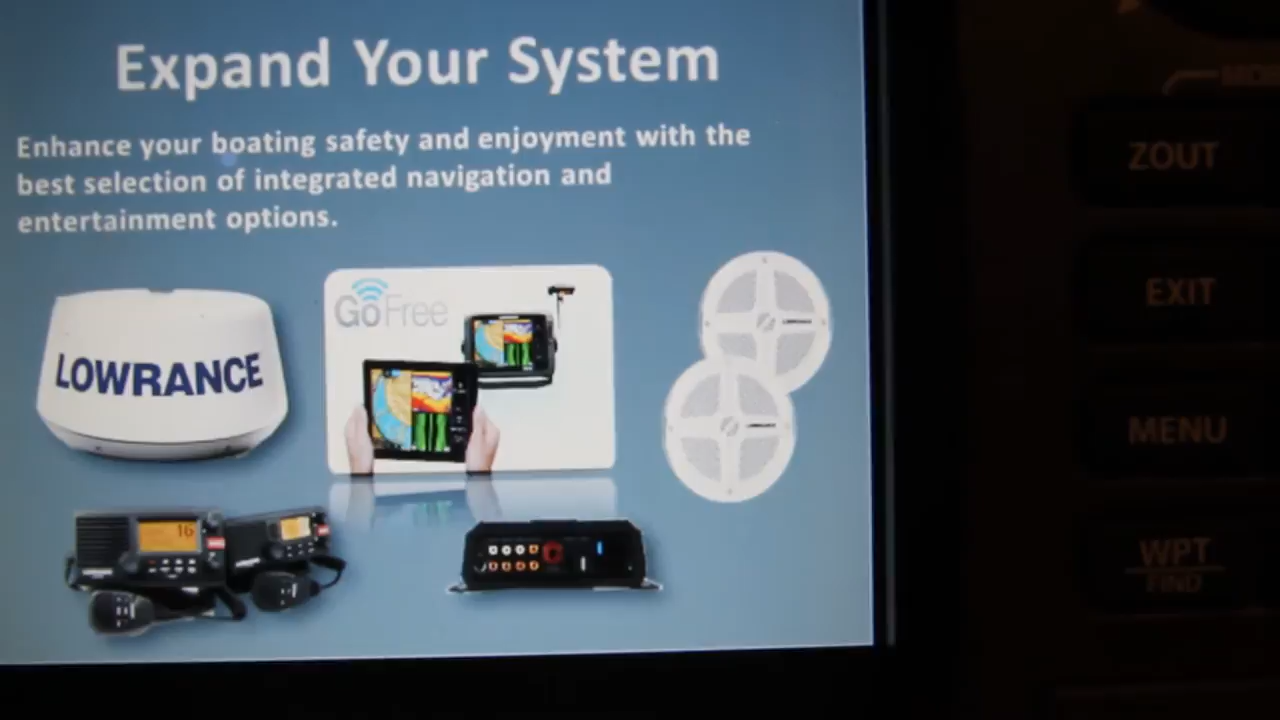 Expand Your System
Enhance your boating safety and enjoyment with the
best selection of integrated navigation and
entertainment options.
GoFree
LOWRANCE
16
ZOUT
EXIT
MENU
WPT
FIND